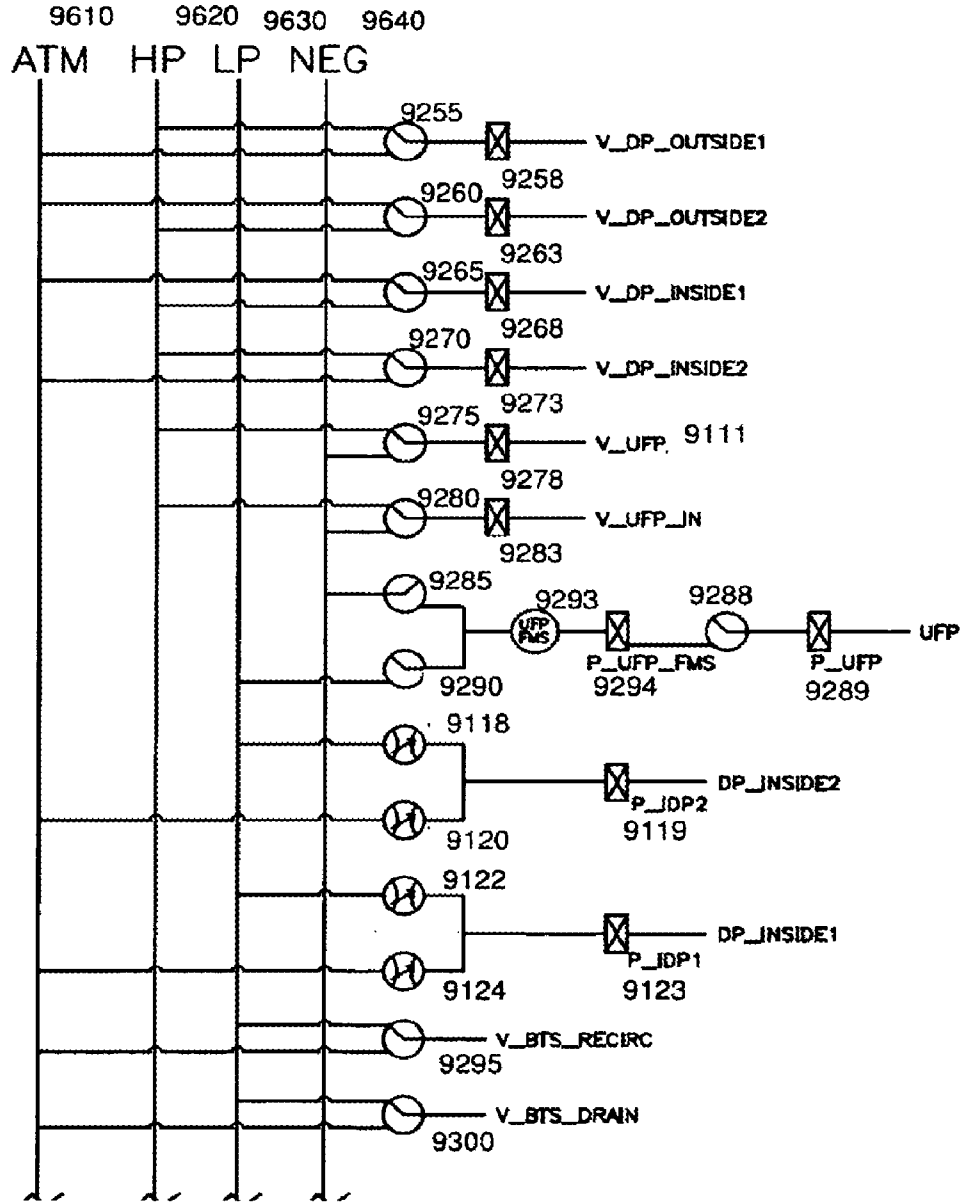 9610 9620 9630 9640
ATM HP LP NEG
9255
V_DP_OUTSIDE1
9258
9260
V_DP_OUTSIDE2
9263
9265
V_DP_INSIDE1
9268
9270
V_DP_INSIDE2
9273
9275
V_UFP. 9111
9278
9280
V_UFP_IN
9283
9285
9293
9288
UFP
FMS
UFP
P_UFP_FMS
P_UFP
9294
9289
9290
9118
DP_INSIDE2
P_IDP2
9119
9120
9122
DP_INSIDE1
P_IDP1
9123
9124
V_BTS_RECIRC
9295
V_BTS_DRAIN
9300